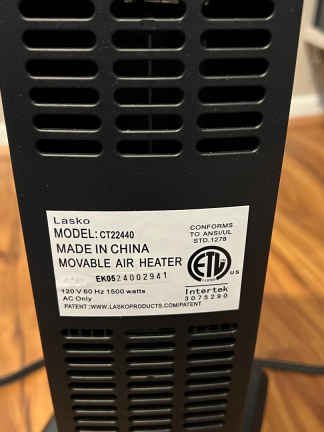 Lasko
MODEL: CT22440
MADE IN CHINA
MOVABLE AIR HEATER
EK0524002941
120 V 60 Hz 1500 watts
AC Only
PATENT :WWW.LASKOPRODUCTS.COM/PATENT
CONFORMS
TO ANSI/UL
STD.1278
ETL
US
Intertek
3075290